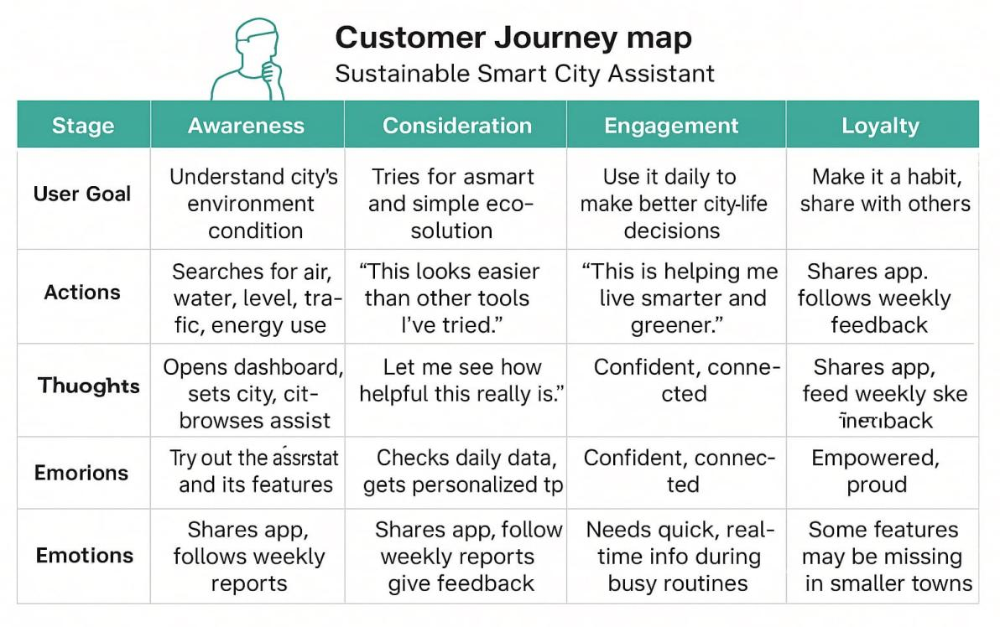 Customer Journey map
Sustainable Smart City Assistant
Stage
Awareness
Consideration
Engagement
Loyalty
User Goal
Understand city's
environment
condition
Tries for asmart
and simple eco-
solution
Use it daily to
make better city-life
decisions
Make it a habit,
share with others
Actions
Searches for air,
water, level, tra-
fic, energy use
“This looks easier
than other tools
I've tried.”
“This is helping me
live smarter and
greener.”
Shares app.
follows weekly
feedback
Thuoghts
Opens dashboard,
sets city, cit-
browses assist
Let me see how
helpful this really is.”
Confident, conne-
cted
Shares app,
feed weekly ske
Emorions
Try out the
and its features
Checks daily data,
gets personalized tp
Confident, connec-
ted
Empowered,
proud
Emotions
Shares app,
follows weekly
reports
Shares app, follow
weekly reports
give feedback
Needs quick, real-
time info during
busy routines
Some features
may be missing
in smaller towns